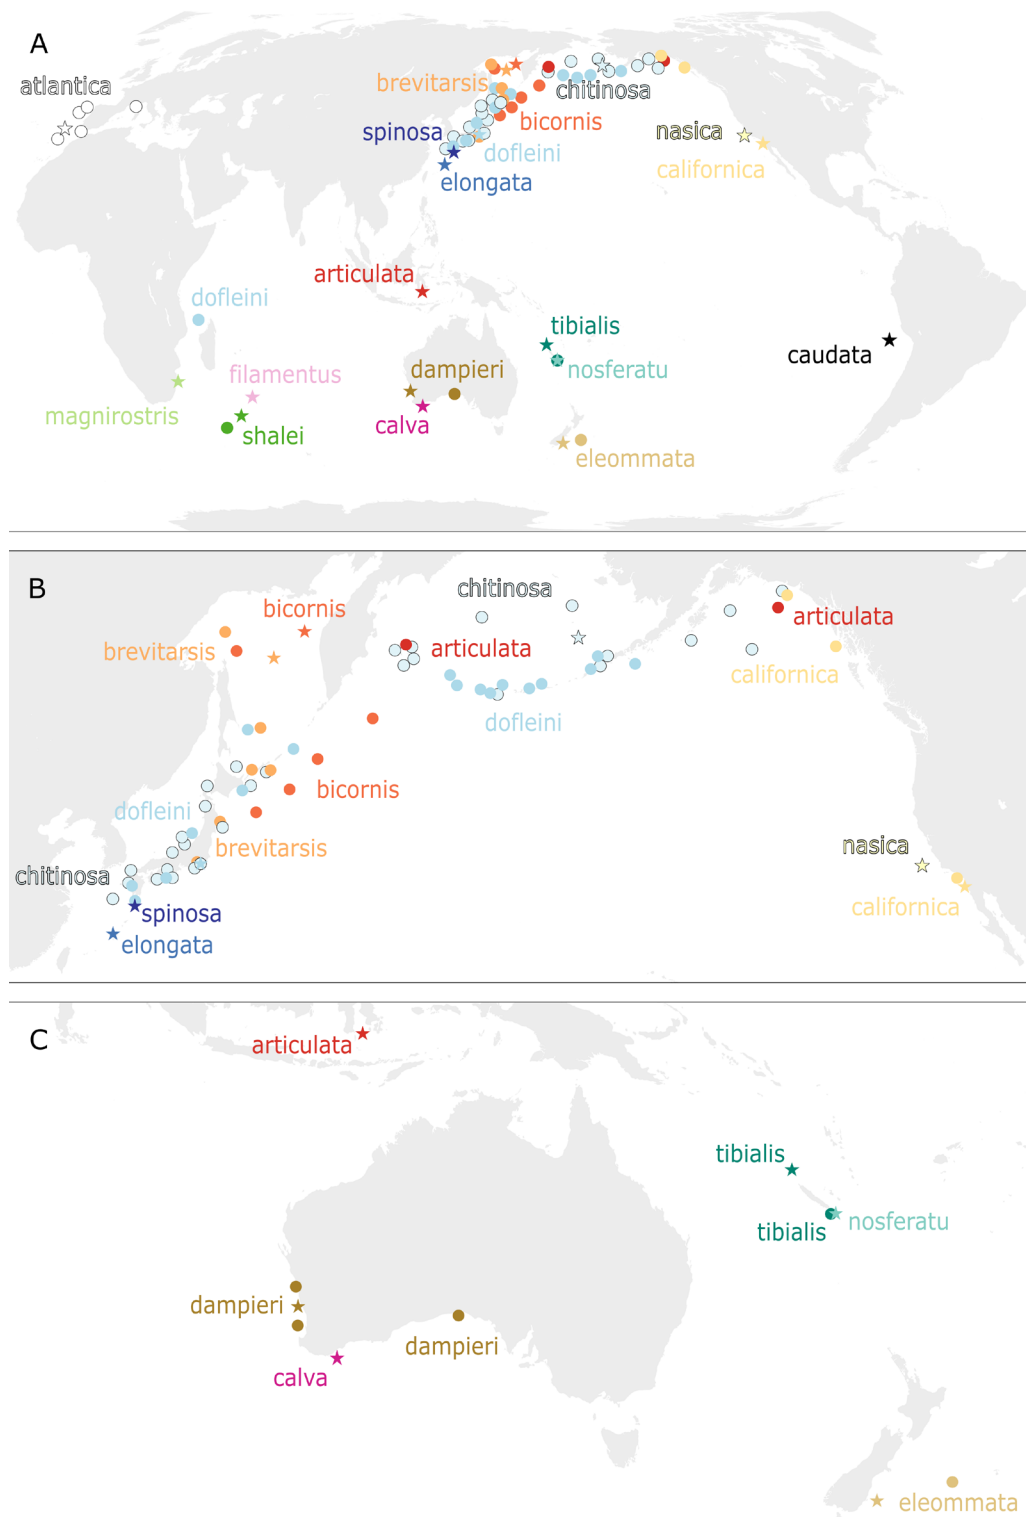 A
atlantica
brevitarsis
chitinosa
bicornis
spinosa
nasica
dofleini
californica
elongata
articulata
dofleini
tibialis
caudata
filamentus
dampieri
nosferatu
magnirostris
calva
shalei
eleommata
B
chitinosa
bicornis
articulata
brevitarsis
articulata
californica
dofleini
bicornis
dofleini
brevitarsis
nasica
chitinosa
spinosa
californica
elongata
C
articulata
tibialis
nosferatu
tibialis
dampieri
dampieri
calva
eleommata